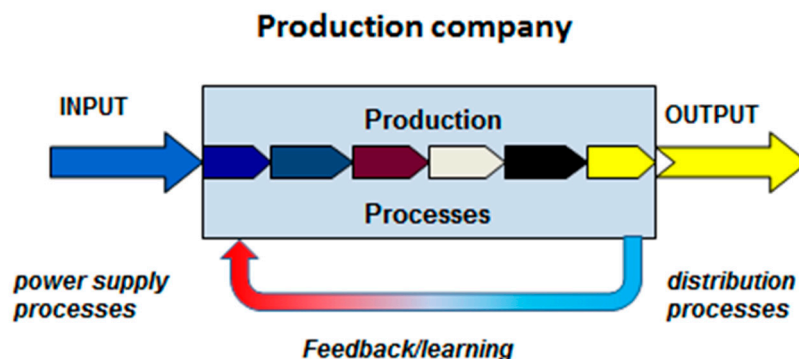 Production company
INPUT
OUTPUT
Production
Processes
power supply
processes
distribution
processes
Feedback/learning